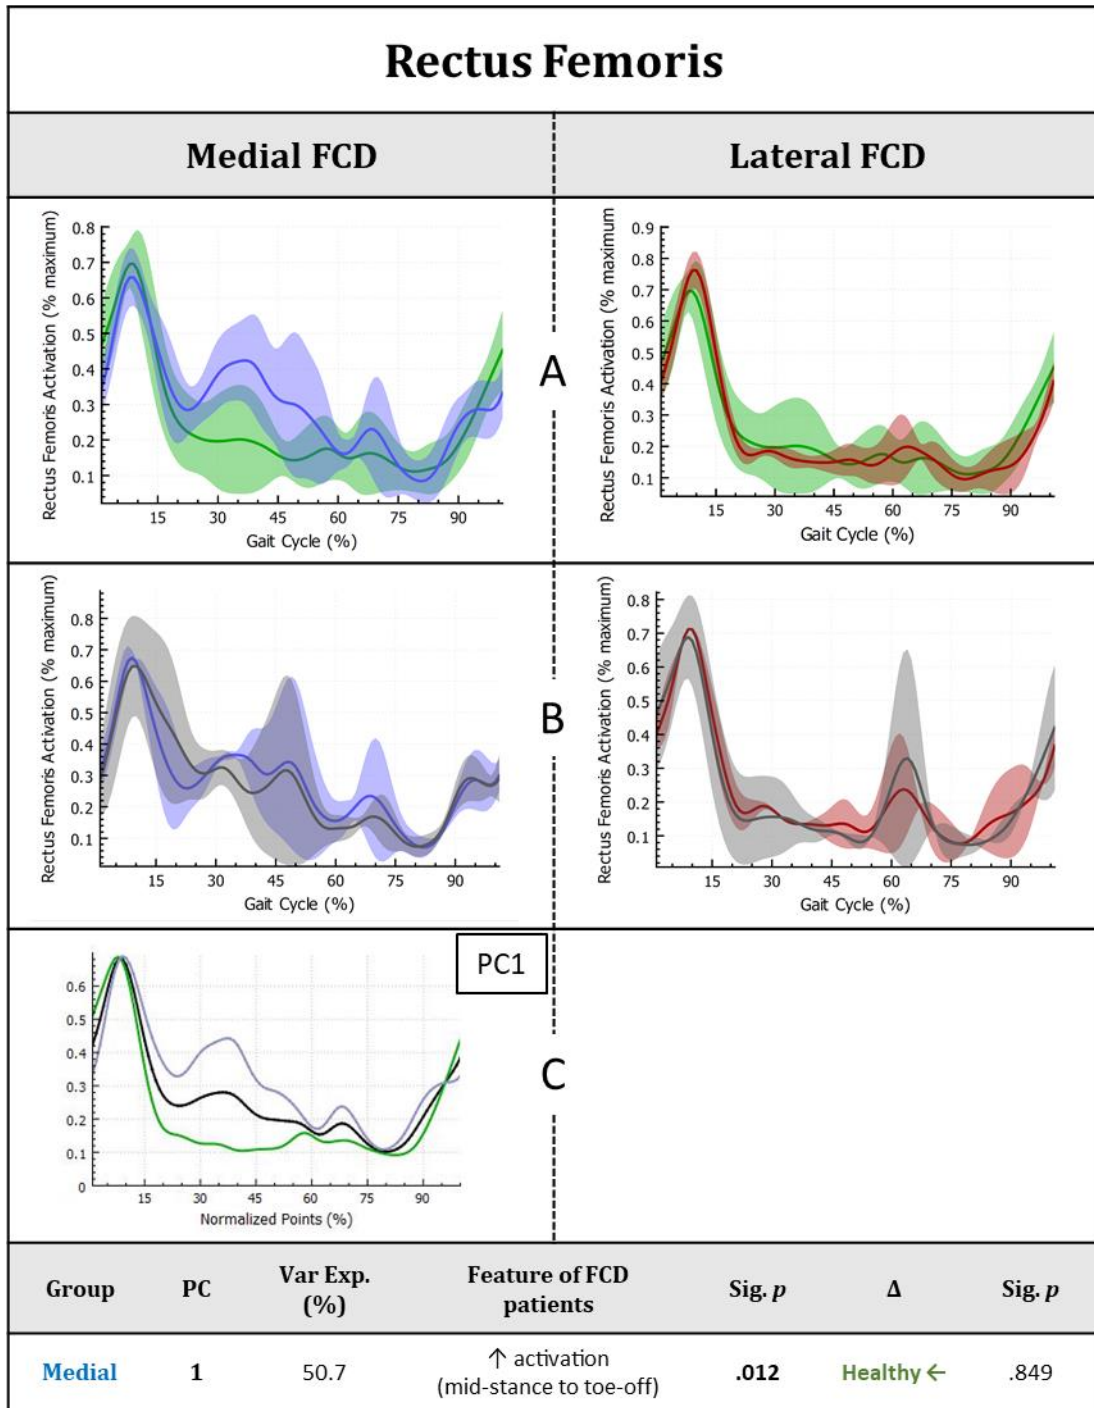 Rectus Femoris
Medial FCD
Lateral FCD
Rectus Femoris Activation (% maximum)
0.8
0.7
0.6
0.5
0.4
0.3
0.2
0.1
15 30 45 60 75 90
Gait Cycle (%)
A
Rectus Femoris Activation (% maximum
0.9
0.8
0.7
0.6
0.5
0.4
0.3
0.2
0.1
15 30 45 60 75 90
Gait Cycle (%)
Rectus Femoris Activation (% maximum)
0.8
0.7
0.6
0.5
0.4
0.3
0.2
0.1
15 30 45 60 75 90
Gait Cycle (%)
B
Rectus Femoris Activation (% maximum)
0.8
0.7
0.6
0.5
0.4
0.3
0.2
0.1
15 30 45 60 75 90
Gait Cycle (%)
PC1
0.6
0.5
0.4
0.3
0.2
0.1
0
15 30 45 60 75 90
Normalized Points (%)
C
Group PC Var Exp. (%) Feature of FCD patients Sig. p Δ Sig. p
Medial 1 50.7 ↑ activation (mid-stance to toe-off) .012 Healthy ← .849